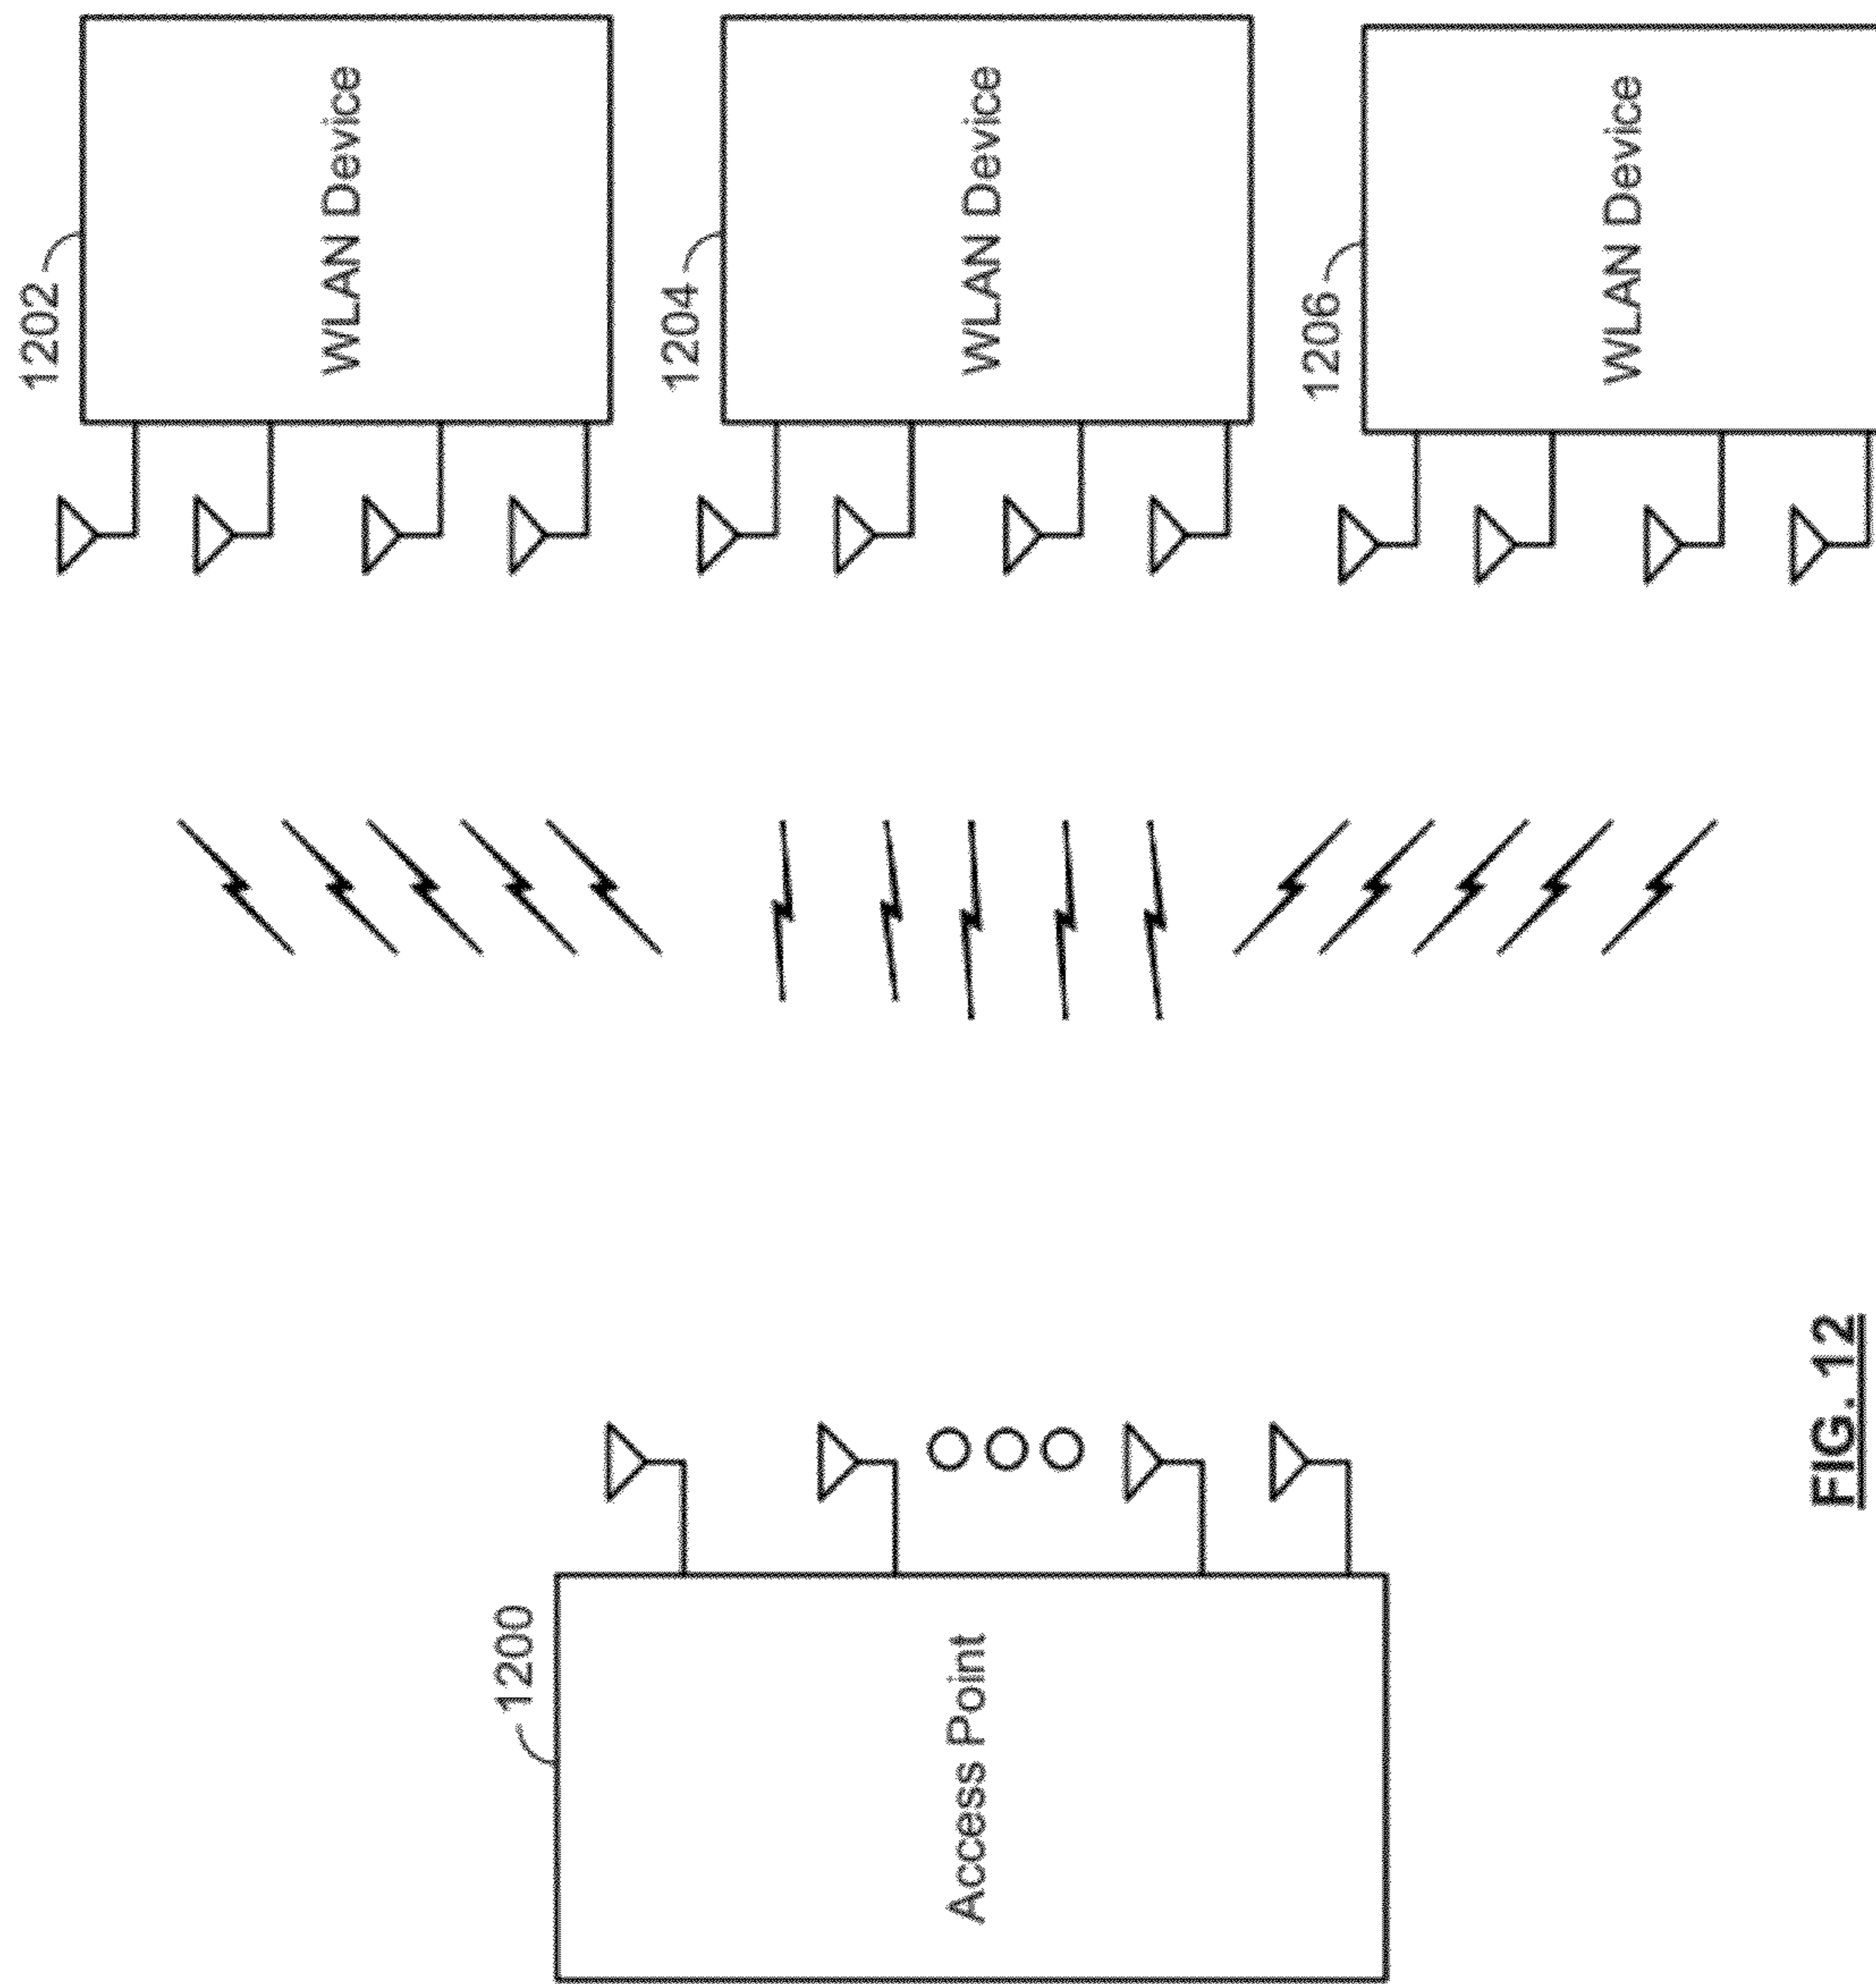 1202
WLAN Device
1204
WLAN Device
1206
WLAN Device
1200
Access Point
FIG. 12